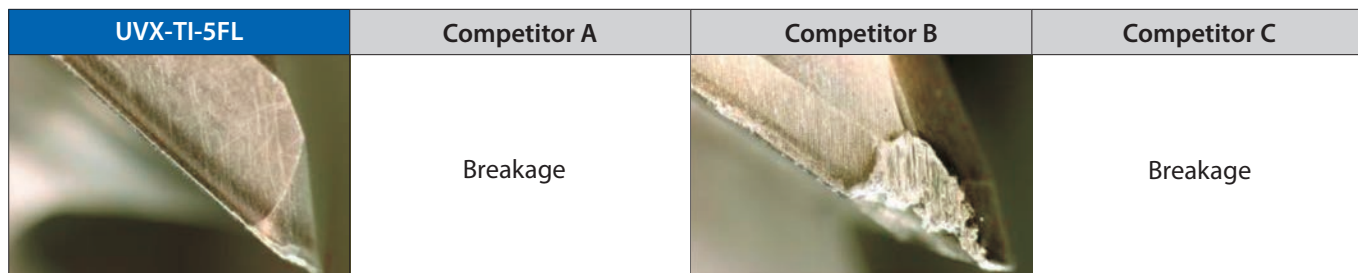 UVX-TI-5FL
Competitor A
Competitor B
Competitor C
Breakage
Breakage